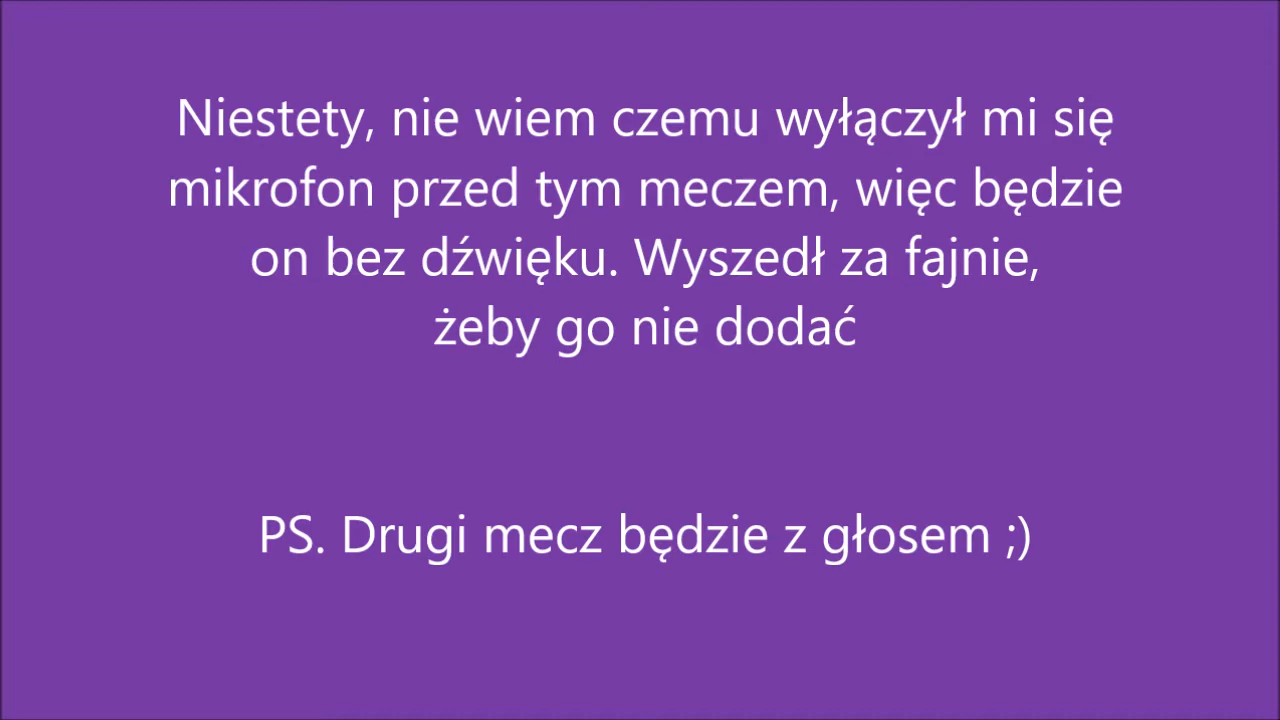 Niestety, nie wiem czemu wyłączył mi się
mikrofon przed tym meczem, więc będzie
on bez dźwięku. Wyszedł za fajnie,
żeby go nie dodać
PS. Drugi mecz będzie z głosem ;)